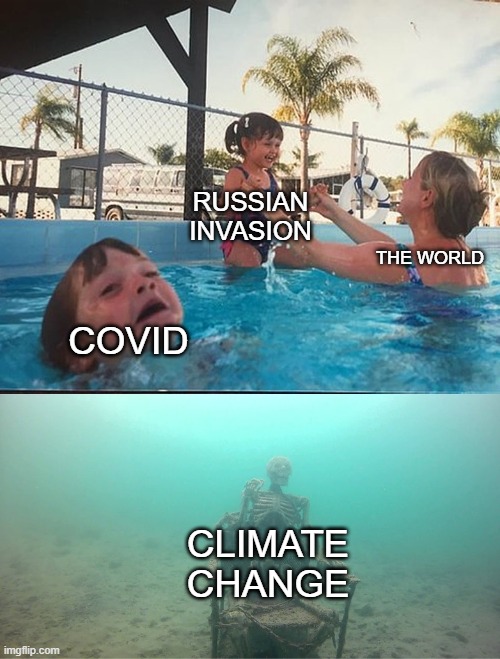 RUSSIAN
INVASION
THE WORLD
COVID
CLIMATE
CHANGE
imgflip.com